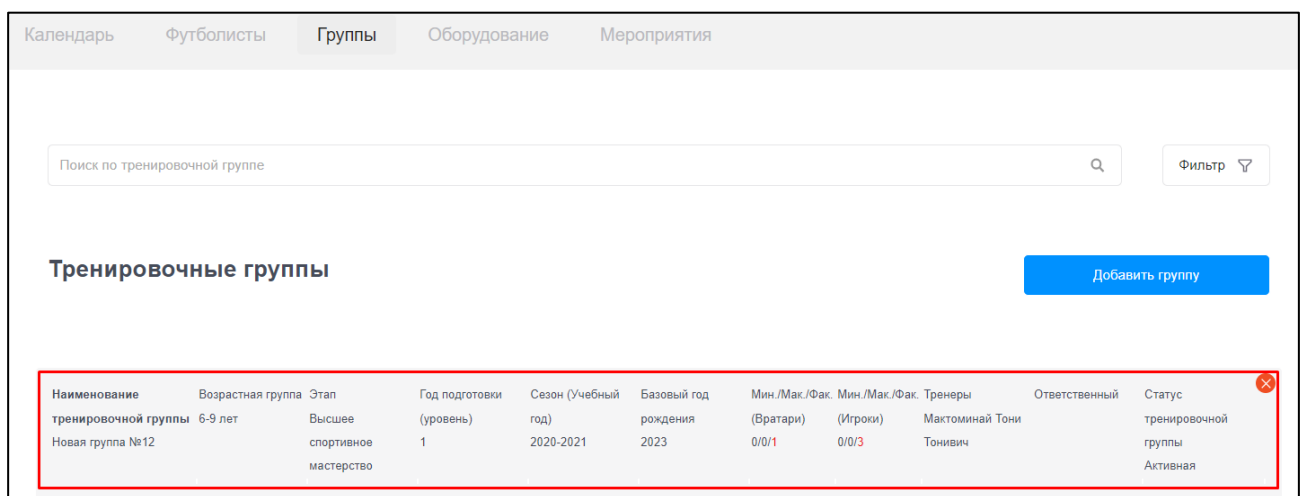 Календарь Футболисты Группы Оборудование Мероприятия
Поиск по тренировочной группе Фильтр
Тренировочные группы Добавить группу
Наименование Возрастная группа Этап Год подготовки Сезон (Учебный Базовый год Мин./Мак./Фак. Мин./Мак./Фак. Тренеры Ответственный Статус
тренировочной группы 6-9 лет Высшее (уровень) год) рождения (Вратари) (Игроки) Мактоминай Тони тренировочной
Новая группа №12 спортивное 1 2020-2021 2023 0/0/1 0/0/3 Тонивич группы
мастерство Активная